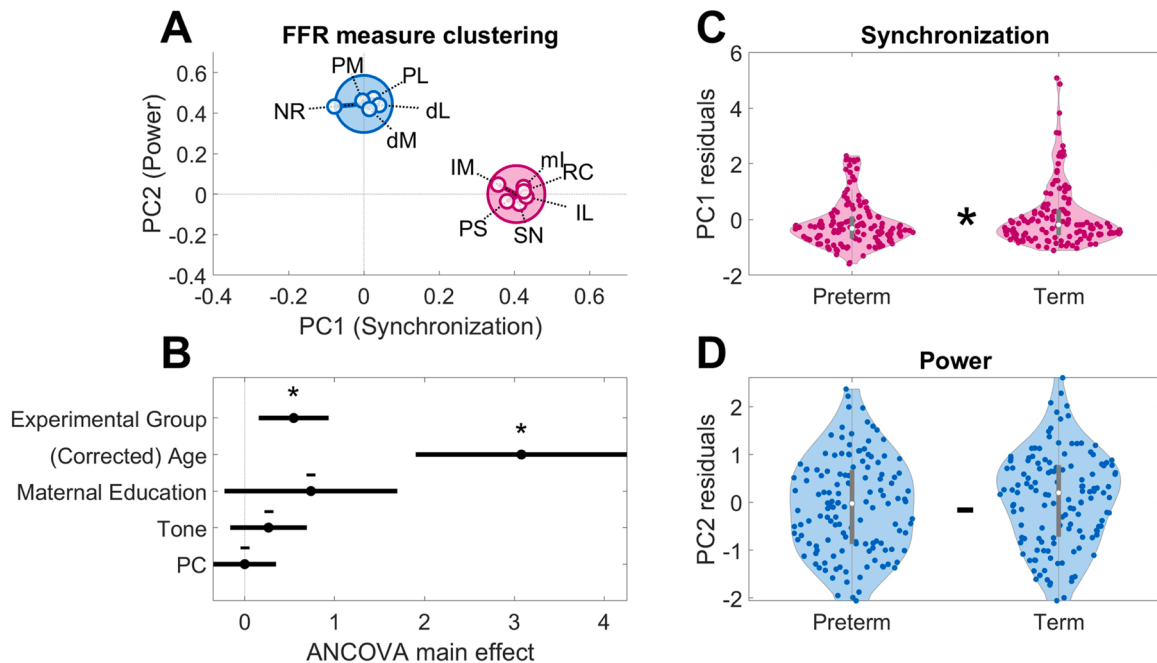 A
FFR measure clustering
PC2 (Power)
0.6
0.4
0.2
0
-0.2
-0.4
PM
PL
NR
dL
dM
IM
mI
RC
PS
SN
IL
-0.4
-0.2
0
0.2
0.4
0.6
PC1 (Synchronization)
B
Experimental Group
(Corrected) Age
Maternal Education
Tone
PC
*
*
-
-
-
0
1
2
3
4
ANCOVA main effect
C
Synchronization
PC1 residuals
6
4
2
0
-2
*
Preterm
Term
D
Power
PC2 residuals
2
1
0
-1
-2
-
Preterm
Term